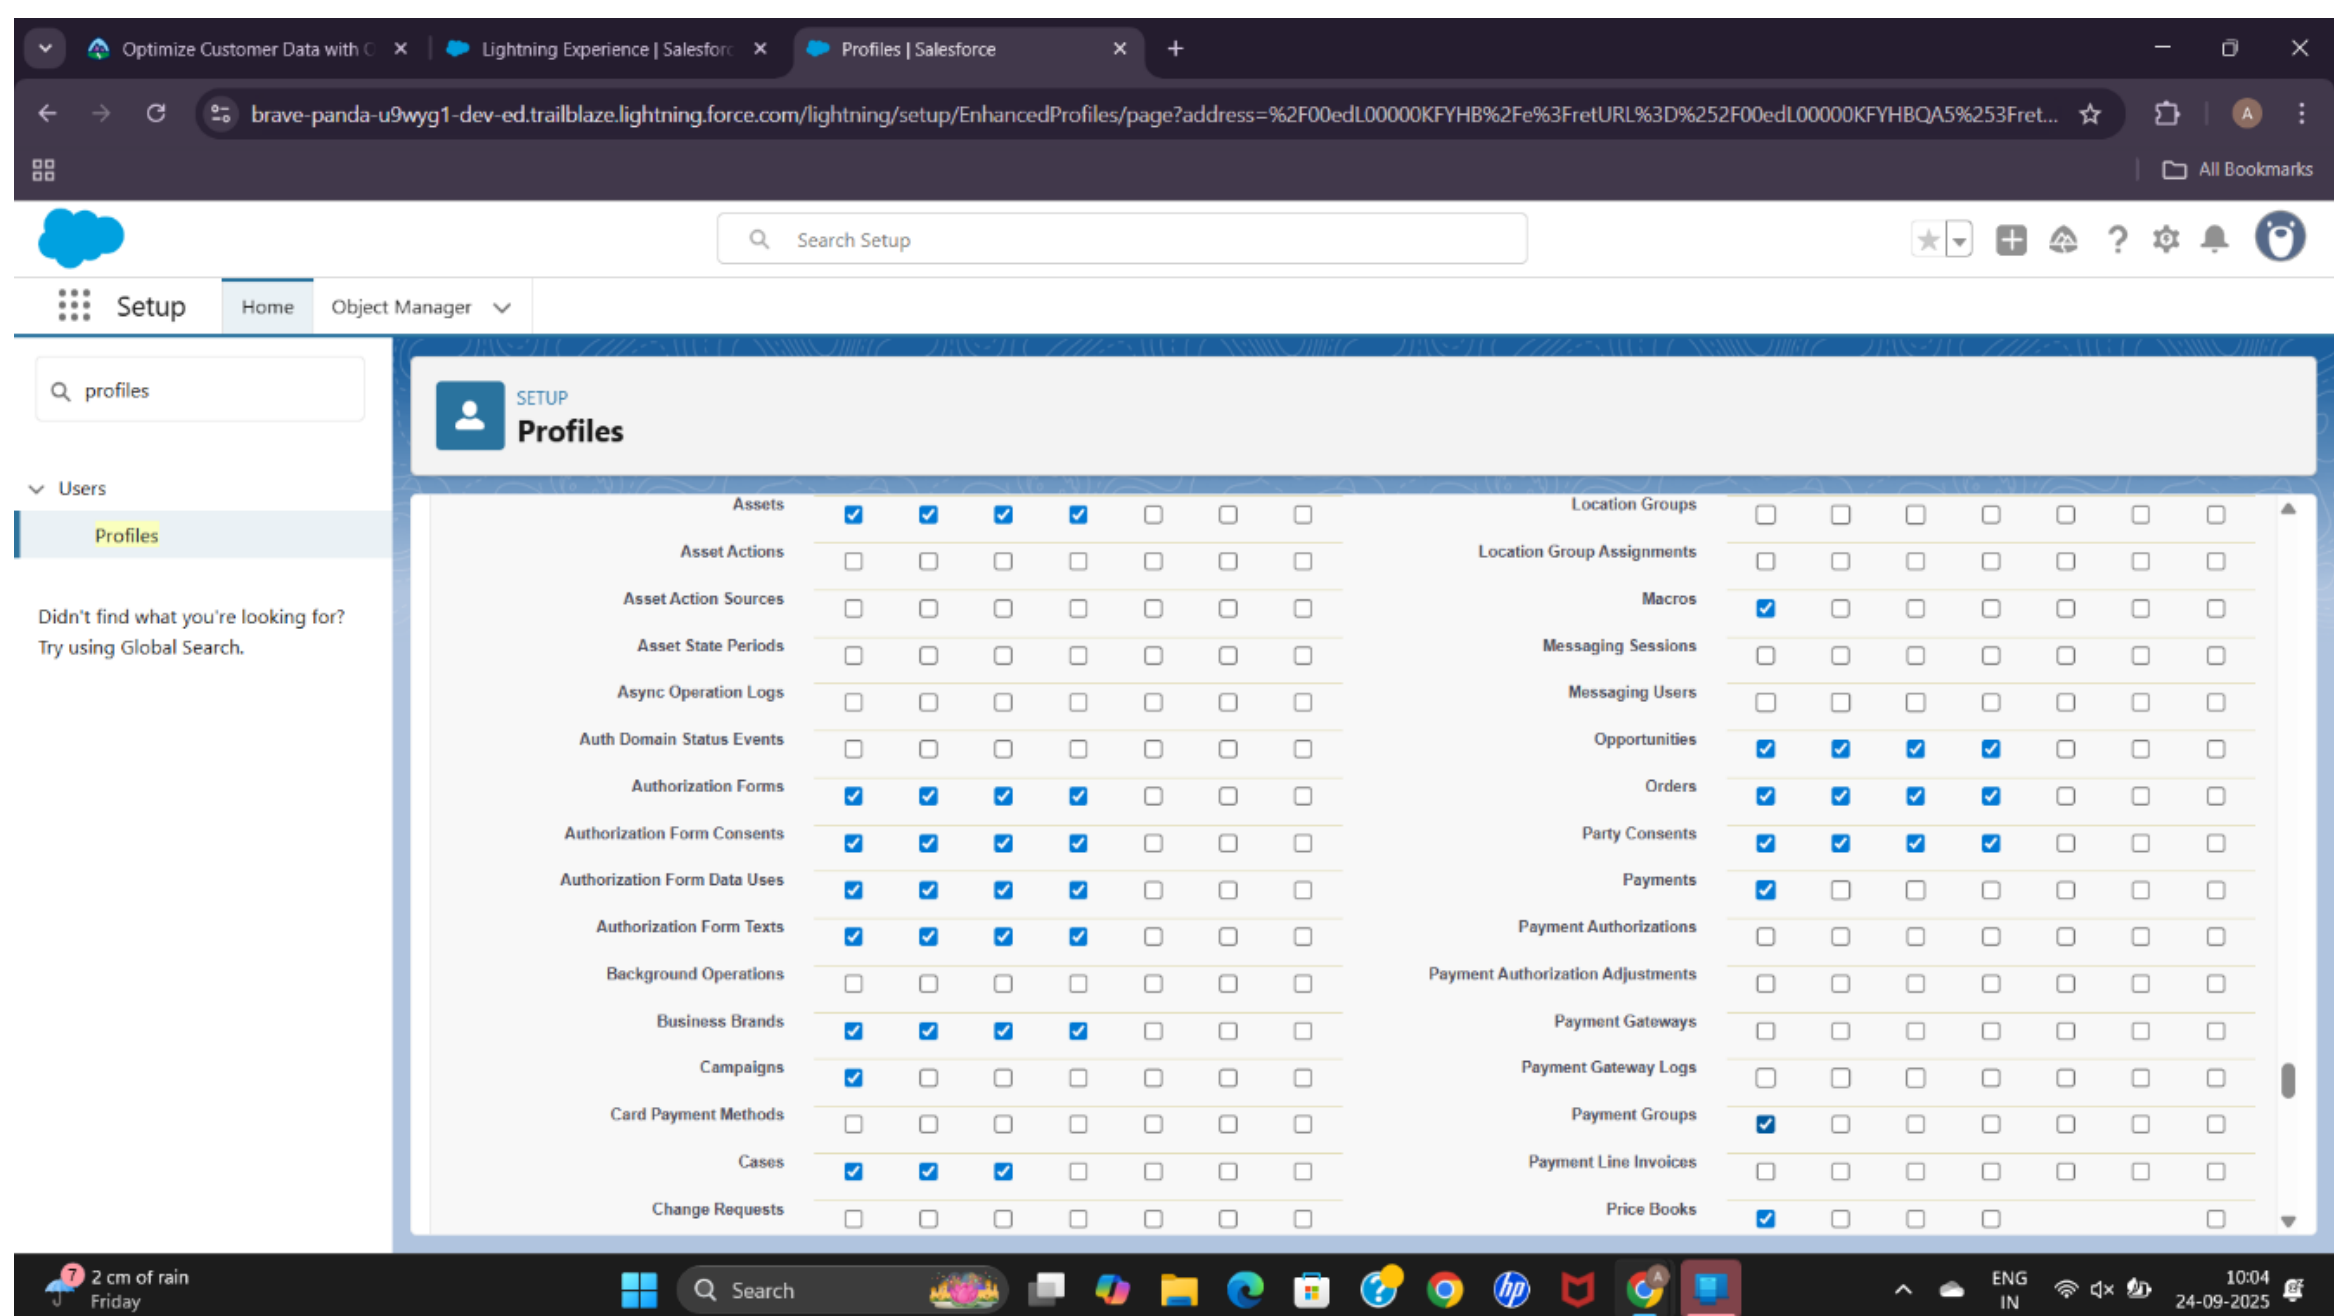 Optimize Customer Data with
Lightning Experience | Salesforc
Profiles | Salesforce
brave-panda-u9wyg1-dev-ed.trailblaze.lightning.force.com/lightning/setup/EnhancedProfiles/page?address=%2F00edL00000KFYHB%2Fe%3FretURL%3D%252F00edL00000KFYHBQA5%253Fret...
A
All Bookmarks
Search Setup
Setup
Home
Object Manager
profiles
SETUP
Profiles
Users
Profiles
Didn't find what you're looking for?
Try using Global Search.
Assets
Location Groups
Asset Actions
Location Group Assignments
Asset Action Sources
Macros
Asset State Periods
Messaging Sessions
Async Operation Logs
Messaging Users
Auth Domain Status Events
Opportunities
Authorization Forms
Orders
Authorization Form Consents
Party Consents
Authorization Form Data Uses
Payments
Authorization Form Texts
Payment Authorizations
Background Operations
Payment Authorization Adjustments
Business Brands
Payment Gateways
Campaigns
Payment Gateway Logs
Card Payment Methods
Payment Groups
Cases
Payment Line Invoices
Change Requests
Price Books
7
2 cm of rain
Friday
Search
hp
A
ENG
IN
10:04
24-09-2025